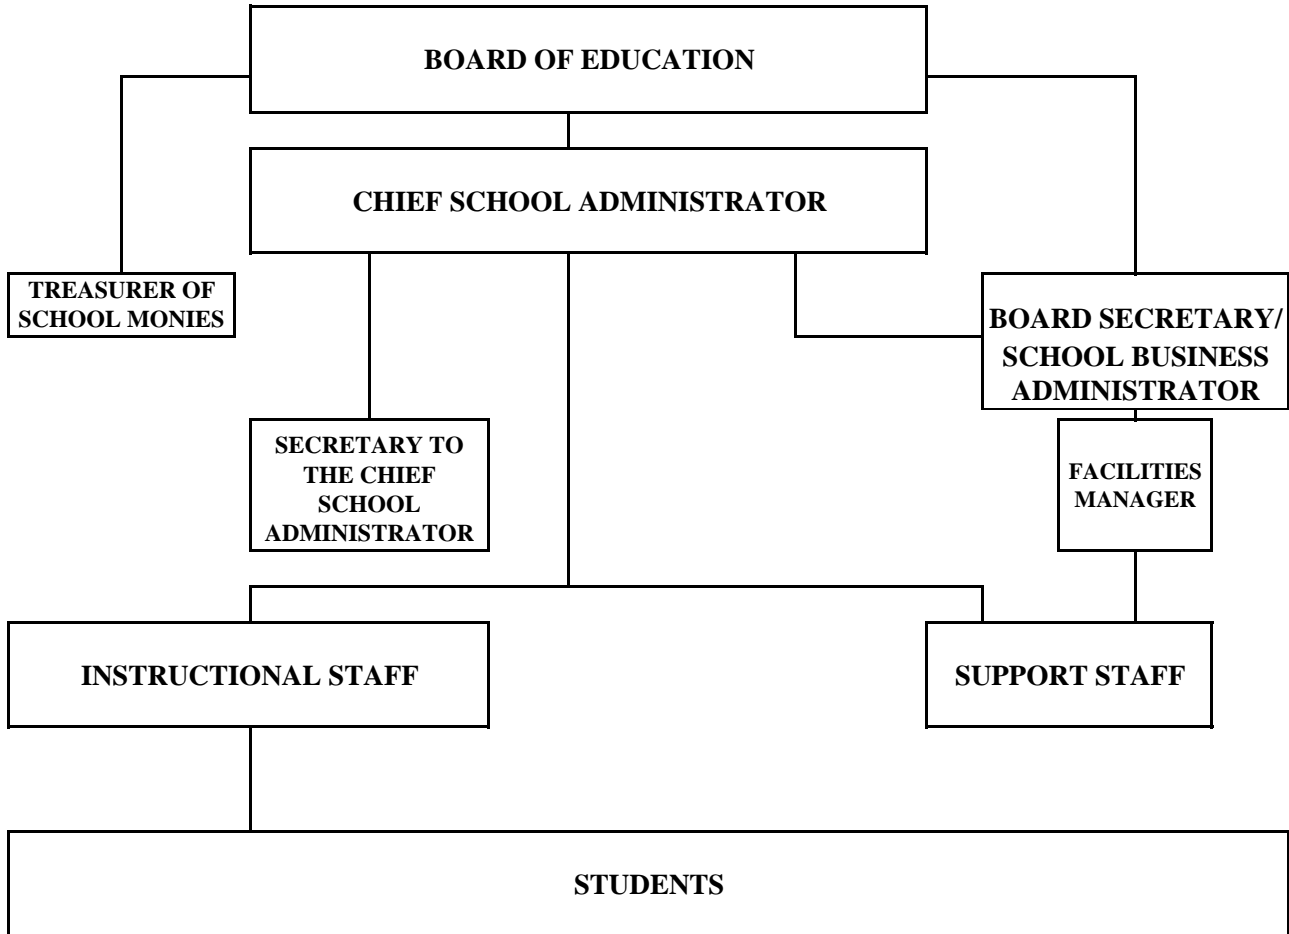 BOARD OF EDUCATION
CHIEF SCHOOL ADMINISTRATOR
TREASURER OF
SCHOOL MONIES
BOARD SECRETARY/
SCHOOL BUSINESS
ADMINISTRATOR
SECRETARY TO
THE CHIEF
SCHOOL
ADMINISTRATOR
FACILITIES
MANAGER
INSTRUCTIONAL STAFF
SUPPORT STAFF
STUDENTS